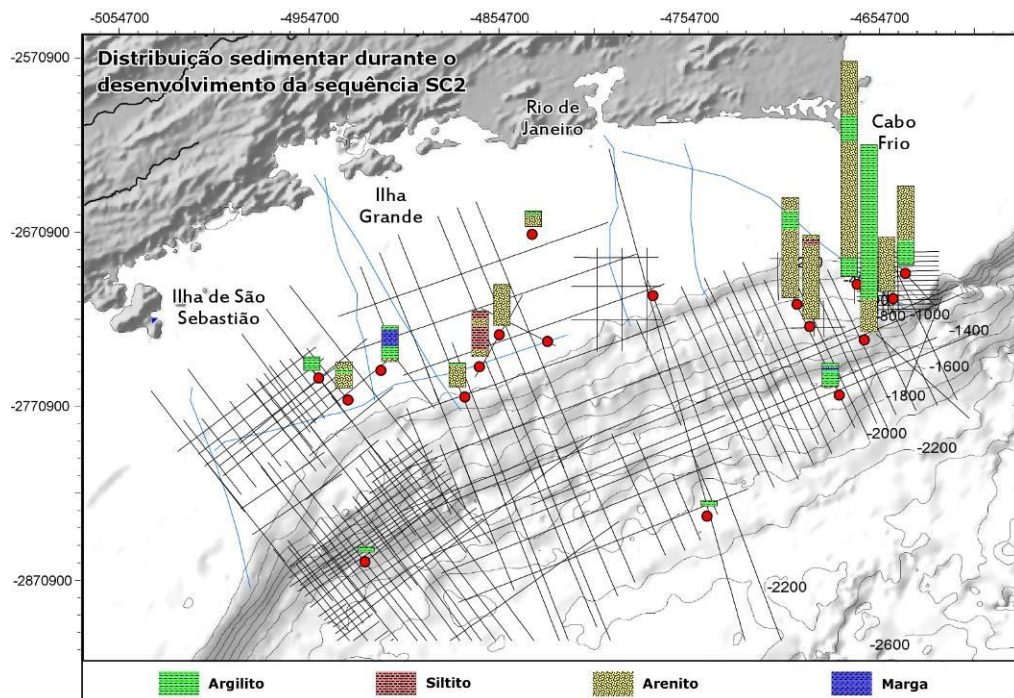 -5054700 -4954700 -4854700 -4754700 -4654700
-2570900
Distribuição sedimentar durante o
desenvolvimento da sequência SC2
Rio de
Janeiro
Cabo
Frio
Ilha
Grande
-2670900
Ilha de São
Sebastião
-1000
-1400
-1600
-1800
-2770900
-2000
-2200
-2870900
-2200
-2600
Argilito Siltito Arenito Marga